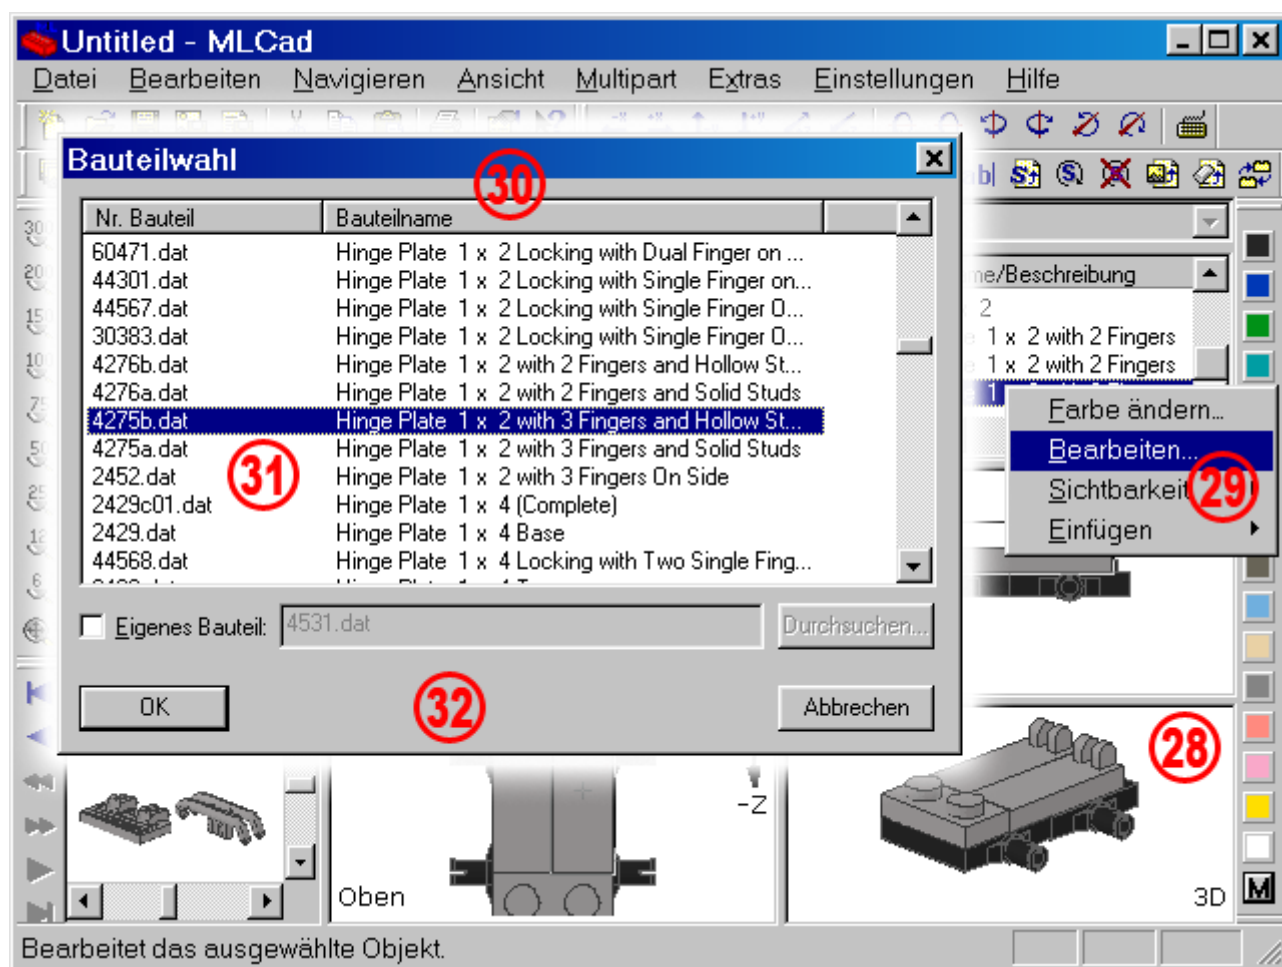 Untitled - MLCad
Datei Bearbeiten Navigieren Ansicht Multipart Extras Einstellungen Hilfe
Bauteilwahl
30
Nr. Bauteil Bauteilname
60471.dat Hinge Plate 1 x 2 Locking with Dual Finger on ...
44301.dat Hinge Plate 1 x 2 Locking with Single Finger on...
44567.dat Hinge Plate 1 x 2 Locking with Single Finger O...
30383.dat Hinge Plate 1 x 2 Locking with Single Finger O...
4276b.dat Hinge Plate 1 x 2 with 2 Fingers and Hollow St...
4276a.dat Hinge Plate 1 x 2 with 2 Fingers and Solid Studs
4275b.dat Hinge Plate 1 x 2 with 3 Fingers and Hollow St...
4275a.dat Hinge Plate 1 x 2 with 3 Fingers and Solid Studs
2452.dat Hinge Plate 1 x 2 with 3 Fingers On Side
2429c01.dat Hinge Plate 1 x 4 (Complete)
2429.dat Hinge Plate 1 x 4 Base
44568.dat Hinge Plate 1 x 4 Locking with Two Single Fing...
31
Eigenes Bauteil: 4531.dat Durchsuchen...
OK
32
Abbrechen
me/Beschreibung
2
1 x 2 with 2 Fingers
1 x 2 with 2 Fingers
1
Farbe ändern...
Bearbeiten...
Sichtbarkeit
29
Einfügen
28
-Z
Oben
3D
M
Bearbeitet das ausgewählte Objekt.